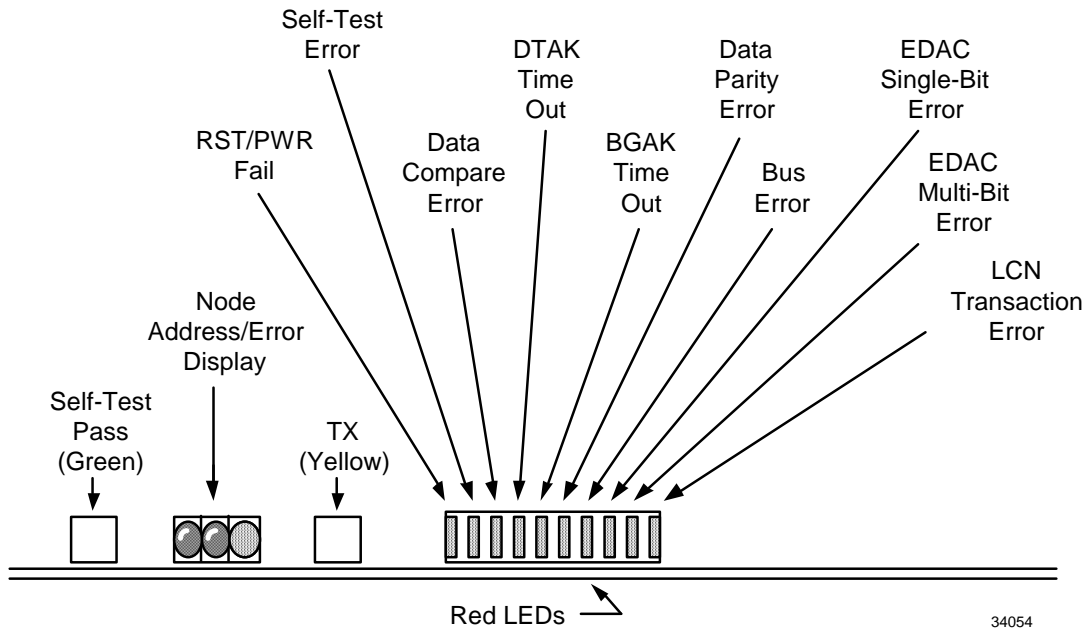 Self-Test
Error
DTAK
Time
Out
Data
Parity
Error
EDAC
Single-Bit
Error
RST/PWR
Fail
Data
Compare
Error
BGAK
Time
Out
Bus
Error
EDAC
Multi-Bit
Error
LCN
Transaction
Error
Node
Address/Error
Display
Self-Test
Pass
(Green)
TX
(Yellow)
Red LEDs
34054